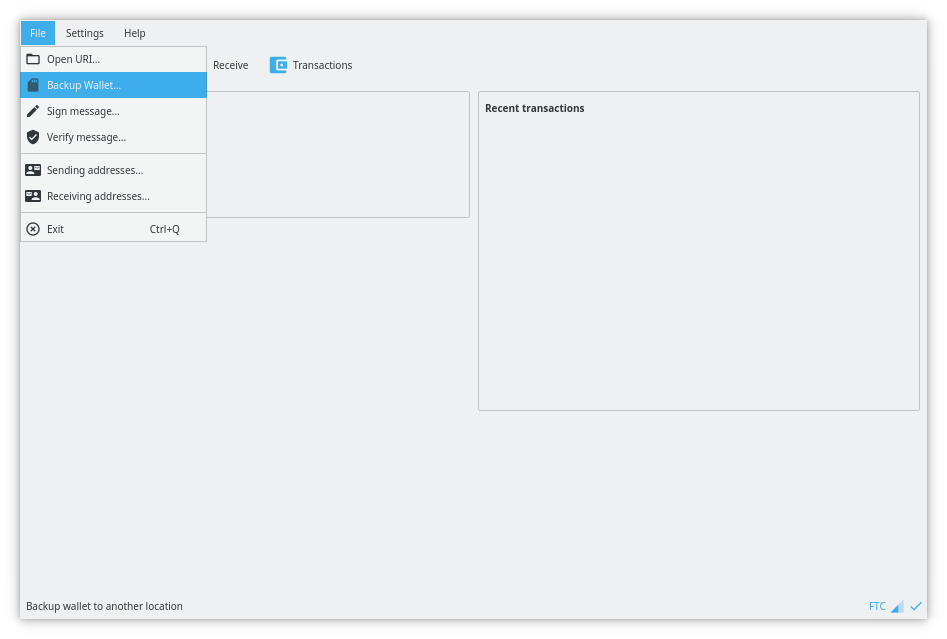 File Settings Help
Open URI...
Receive Transactions
Backup Wallet...
Recent transactions
Sign message...
Verify message...
Sending addresses...
Receiving addresses...
Exit Ctrl+Q
Backup wallet to another location
FTC